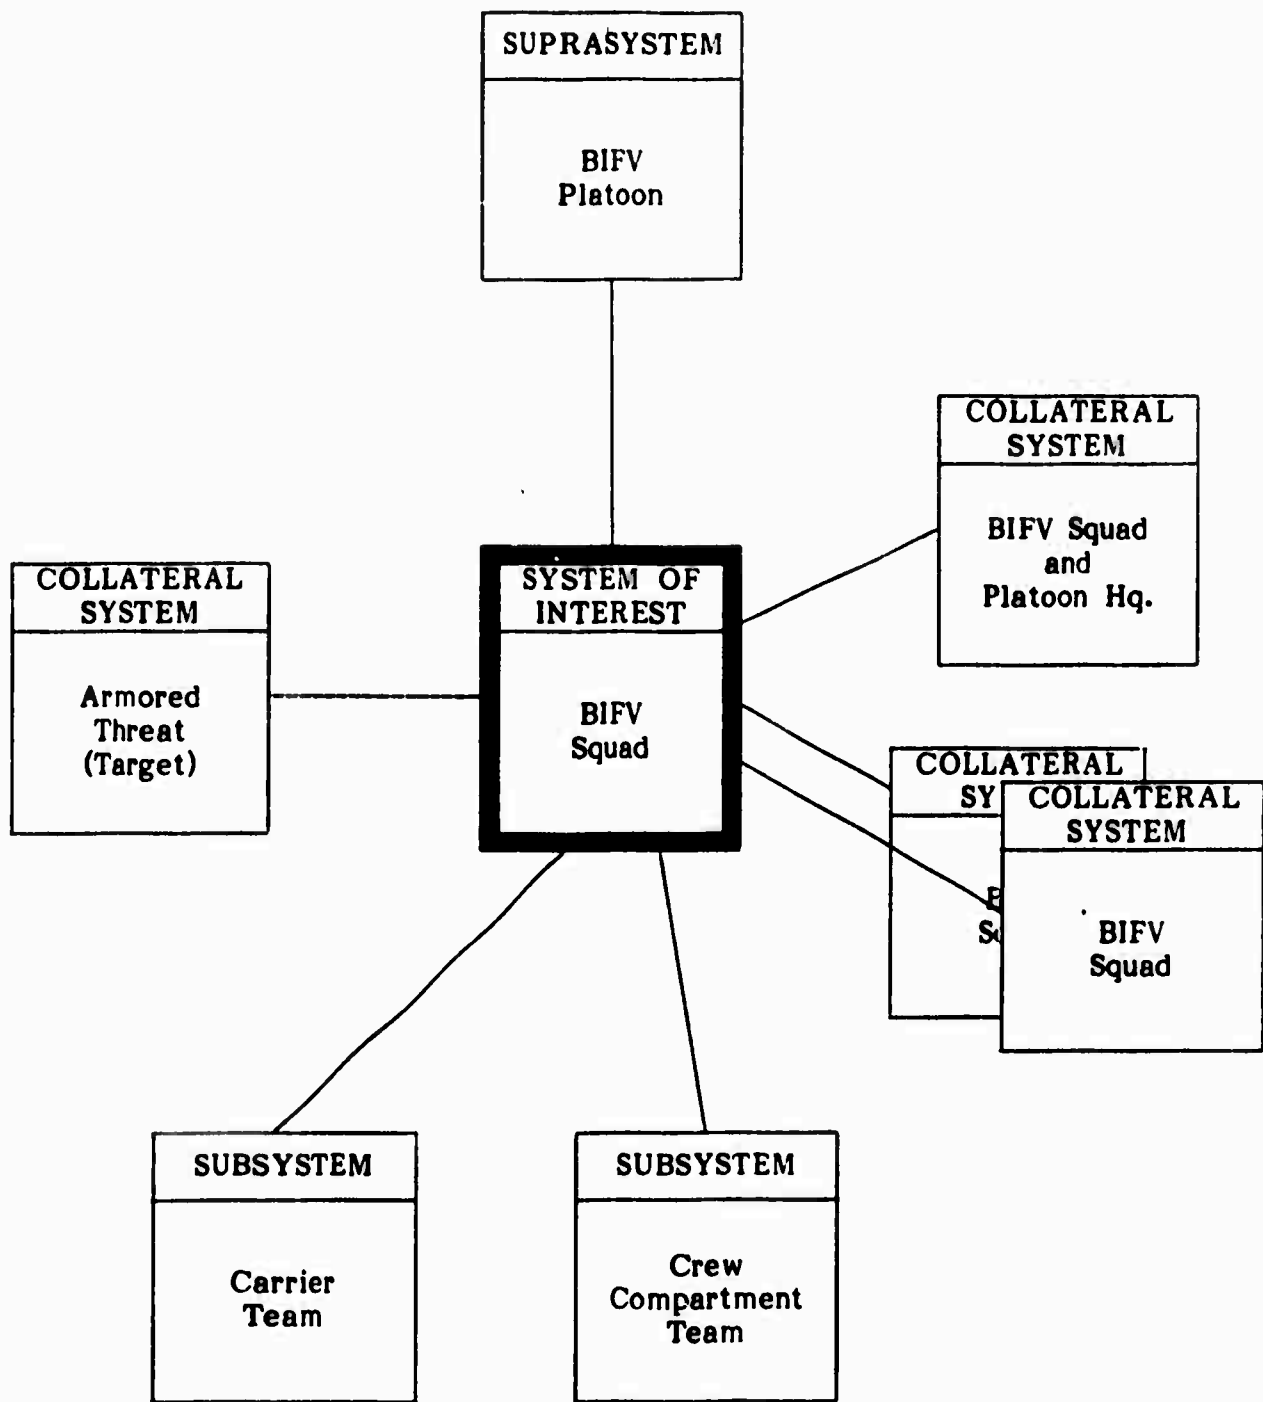 SUPRASYSTEM
BIFV
Platoon
COLLATERAL
SYSTEM
BIFV Squad
and
Platoon Hq.
COLLATERAL
SYSTEM
Armored
Threat
(Target)
SYSTEM OF
INTEREST
BIFV
Squad
COLLATERAL
COLLATERAL
SYSTEM
BIFV
Squad
SUBSYSTEM
Carrier
Team
SUBSYSTEM
Crew
Compartment
Team